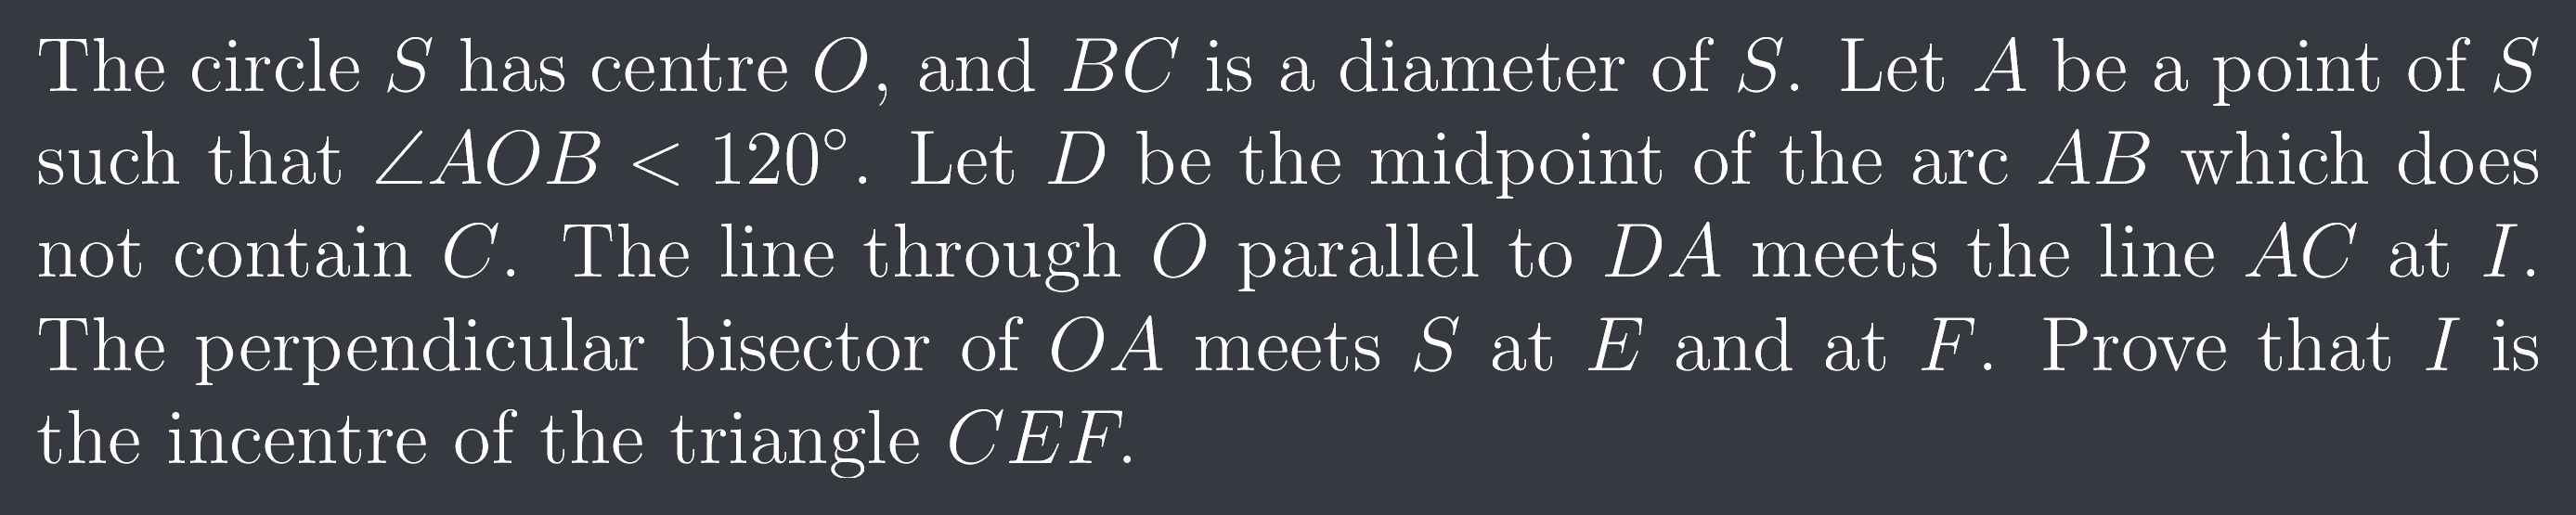 The circle S has centre O, and BC is a diameter of S. Let A be a point of S
such that ∠AOB < 120°. Let D be the midpoint of the arc AB which does
not contain C. The line through O parallel to DA meets the line AC at I.
The perpendicular bisector of OA meets S at E and at F. Prove that I is
the incentre of the triangle CEF.